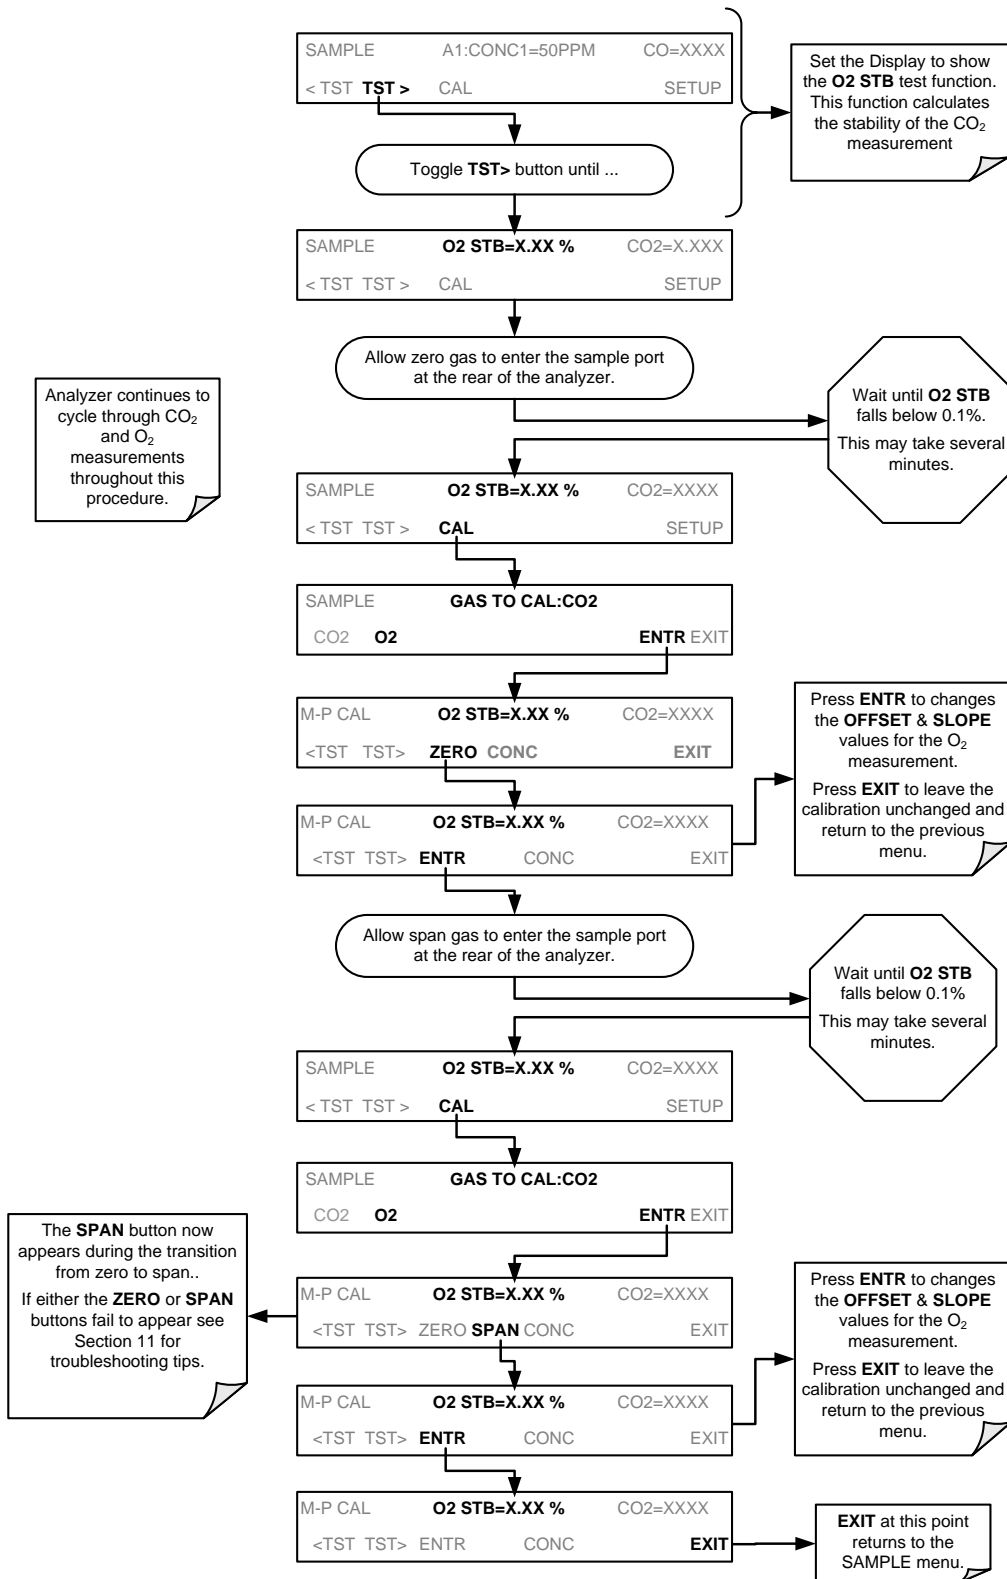 SAMPLE A1:CONC1=50PPM CO=XXXX
< TST TST > CAL SETUP
Set the Display to show
the O2 STB test function.
This function calculates
the stability of the CO2
measurement
Toggle TST> button until ...
SAMPLE O2 STB=X.XX % CO2=X.XXX
< TST TST > CAL SETUP
Allow zero gas to enter the sample port
at the rear of the analyzer.
Wait until O2 STB
falls below 0.1%.
This may take several
minutes.
Analyzer continues to
cycle through CO2
and O2
measurements
throughout this
procedure.
SAMPLE O2 STB=X.XX % CO2=XXXX
< TST TST > CAL SETUP
SAMPLE GAS TO CAL:CO2
CO2 O2 ENTR EXIT
M-P CAL O2 STB=X.XX % CO2=XXXX
<TST TST> ZERO CONC EXIT
M-P CAL O2 STB=X.XX % CO2=XXXX
<TST TST> ENTR CONC EXIT
Press ENTR to changes
the OFFSET & SLOPE
values for the O2
measurement.
Press EXIT to leave the
calibration unchanged and
return to the previous
menu.
Allow span gas to enter the sample port
at the rear of the analyzer.
Wait until O2 STB
falls below 0.1%
This may take several
minutes.
SAMPLE O2 STB=X.XX % CO2=XXXX
< TST TST > CAL SETUP
SAMPLE GAS TO CAL:CO2
CO2 O2 ENTR EXIT
The SPAN button now
appears during the transition
from zero to span..
If either the ZERO or SPAN
buttons fail to appear see
Section 11 for
troubleshooting tips.
M-P CAL O2 STB=X.XX % CO2=XXXX
<TST TST> ZERO SPAN CONC EXIT
M-P CAL O2 STB=X.XX % CO2=XXXX
<TST TST> ENTR CONC EXIT
Press ENTR to changes
the OFFSET & SLOPE
values for the O2
measurement.
Press EXIT to leave the
calibration unchanged and
return to the previous
menu.
M-P CAL O2 STB=X.XX % CO2=XXXX
<TST TST> ENTR CONC EXIT
EXIT at this point
returns to the
SAMPLE menu.